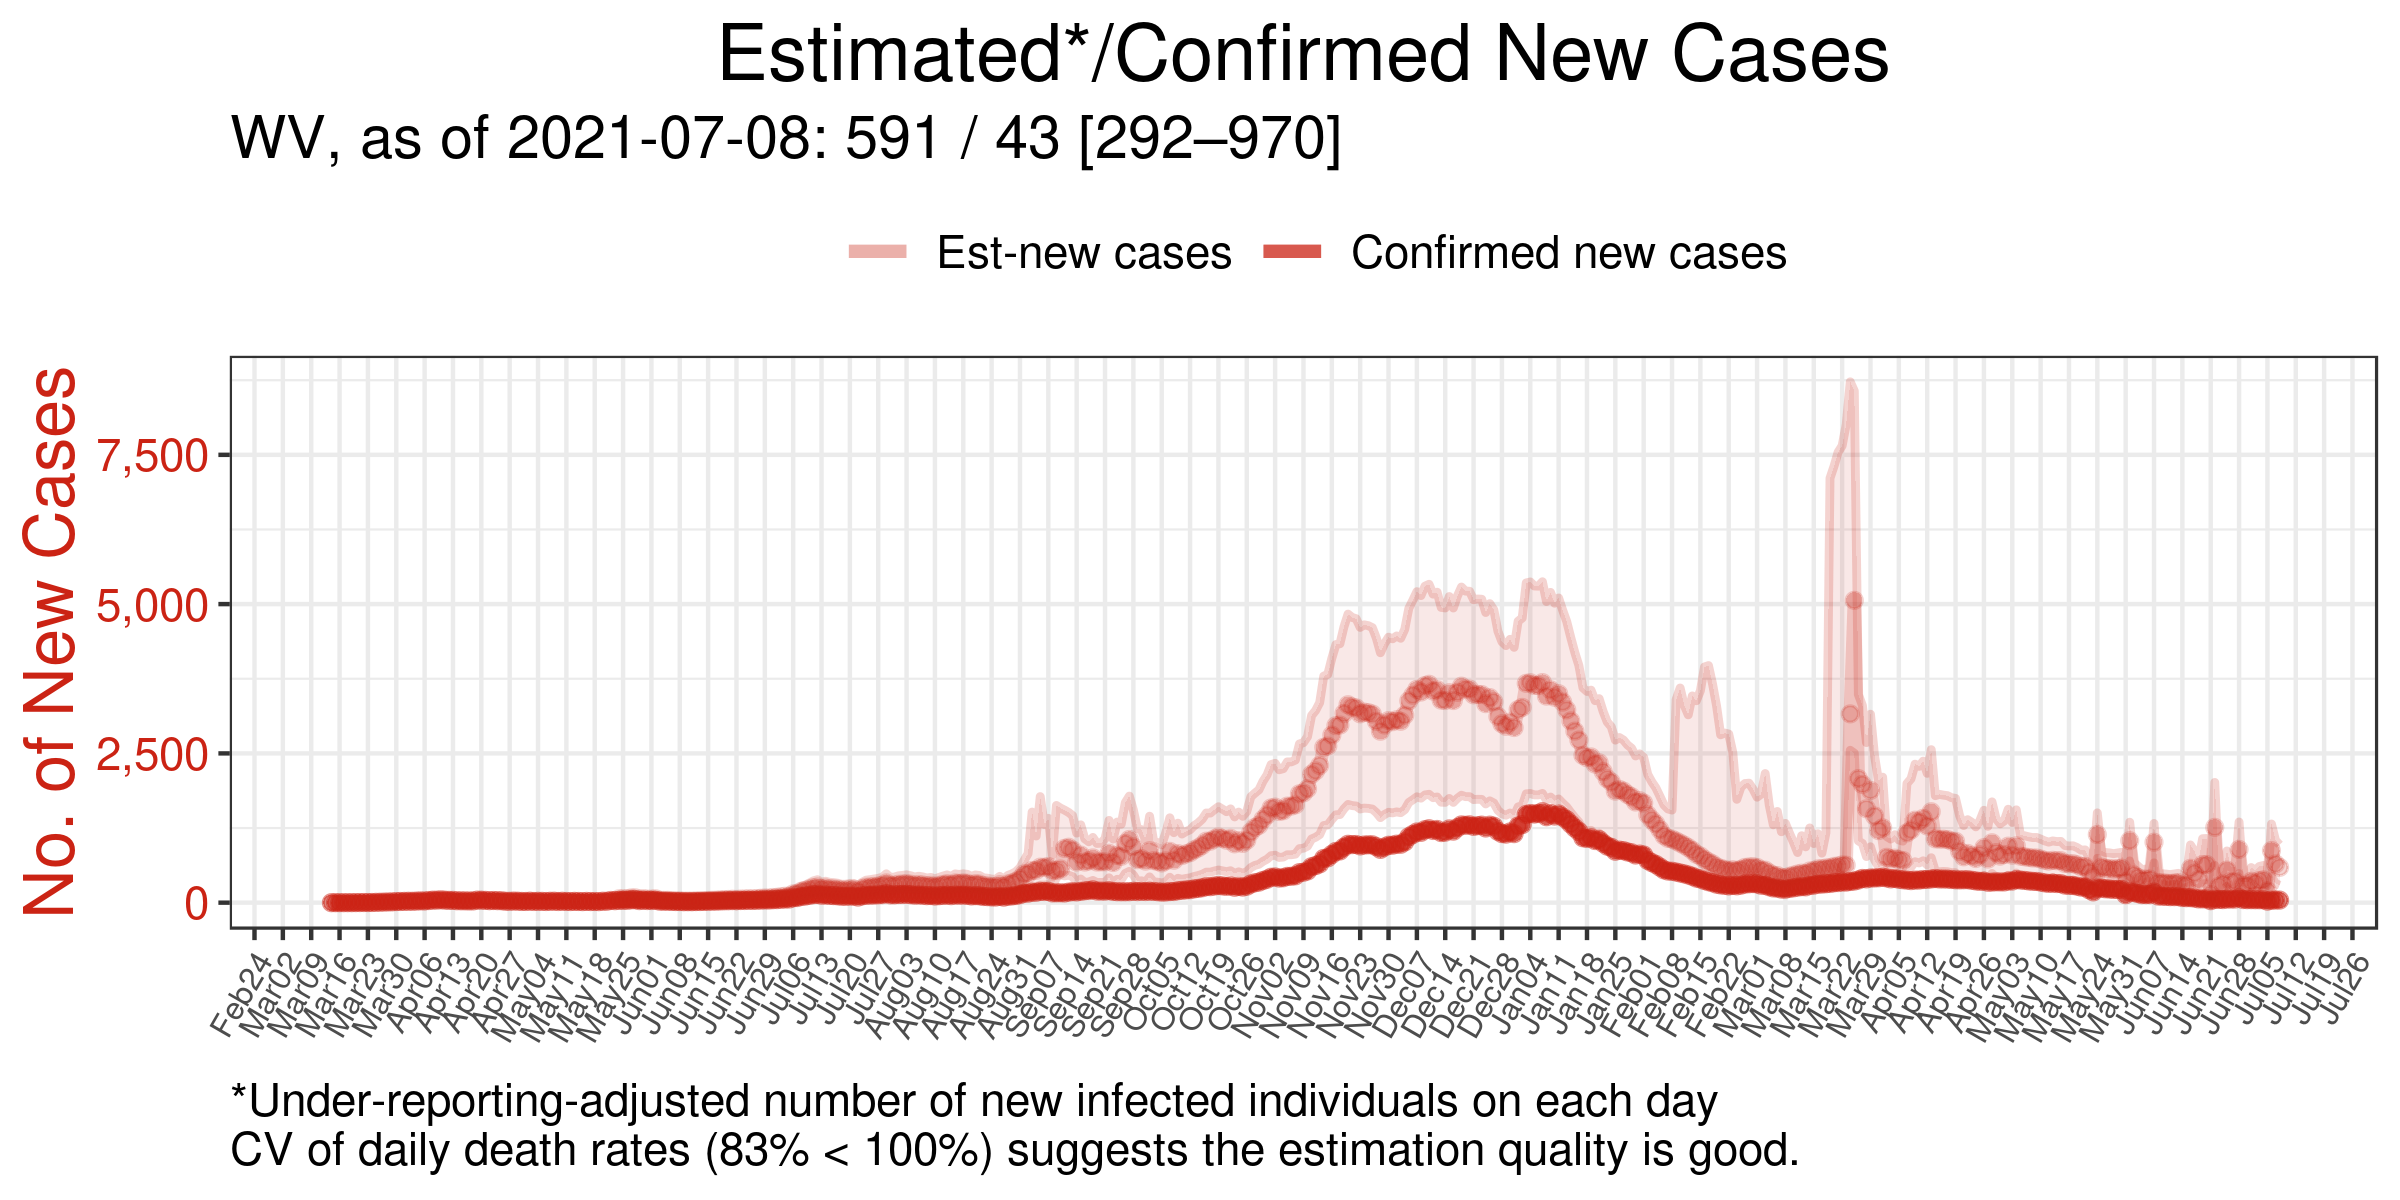 Estimated*/Confirmed New Cases
WV, as of 2021-07-08: 591 / 43 [292–970]
Est-new cases
Confirmed new cases
No. of New Cases
7,500
5,000
2,500
0
Feb24
Mar02
Mar09
Mar16
Mar23
Mar30
Apr06
Apr13
Apr20
Apr27
May04
May11
May18
May25
Jun01
Jun08
Jun15
Jun22
Jun29
Jul06
Jul13
Jul20
Jul27
Aug03
Aug10
Aug17
Aug24
Aug31
Sep07
Sep14
Sep21
Sep28
Oct05
Oct12
Oct19
Oct26
Nov02
Nov09
Nov16
Nov23
Nov30
Dec07
Dec14
Dec21
Dec28
Jan04
Jan11
Jan18
Jan25
Feb01
Feb08
Feb15
Feb22
Mar01
Mar08
Mar15
Mar22
Mar29
Apr05
Apr12
Apr19
Apr26
May03
May10
May17
May24
May31
Jun07
Jun14
Jun21
Jun28
Jul05
Jul12
Jul19
Jul26
*Under-reporting-adjusted number of new infected individuals on each day
CV of daily death rates (83% < 100%) suggests the estimation quality is good.